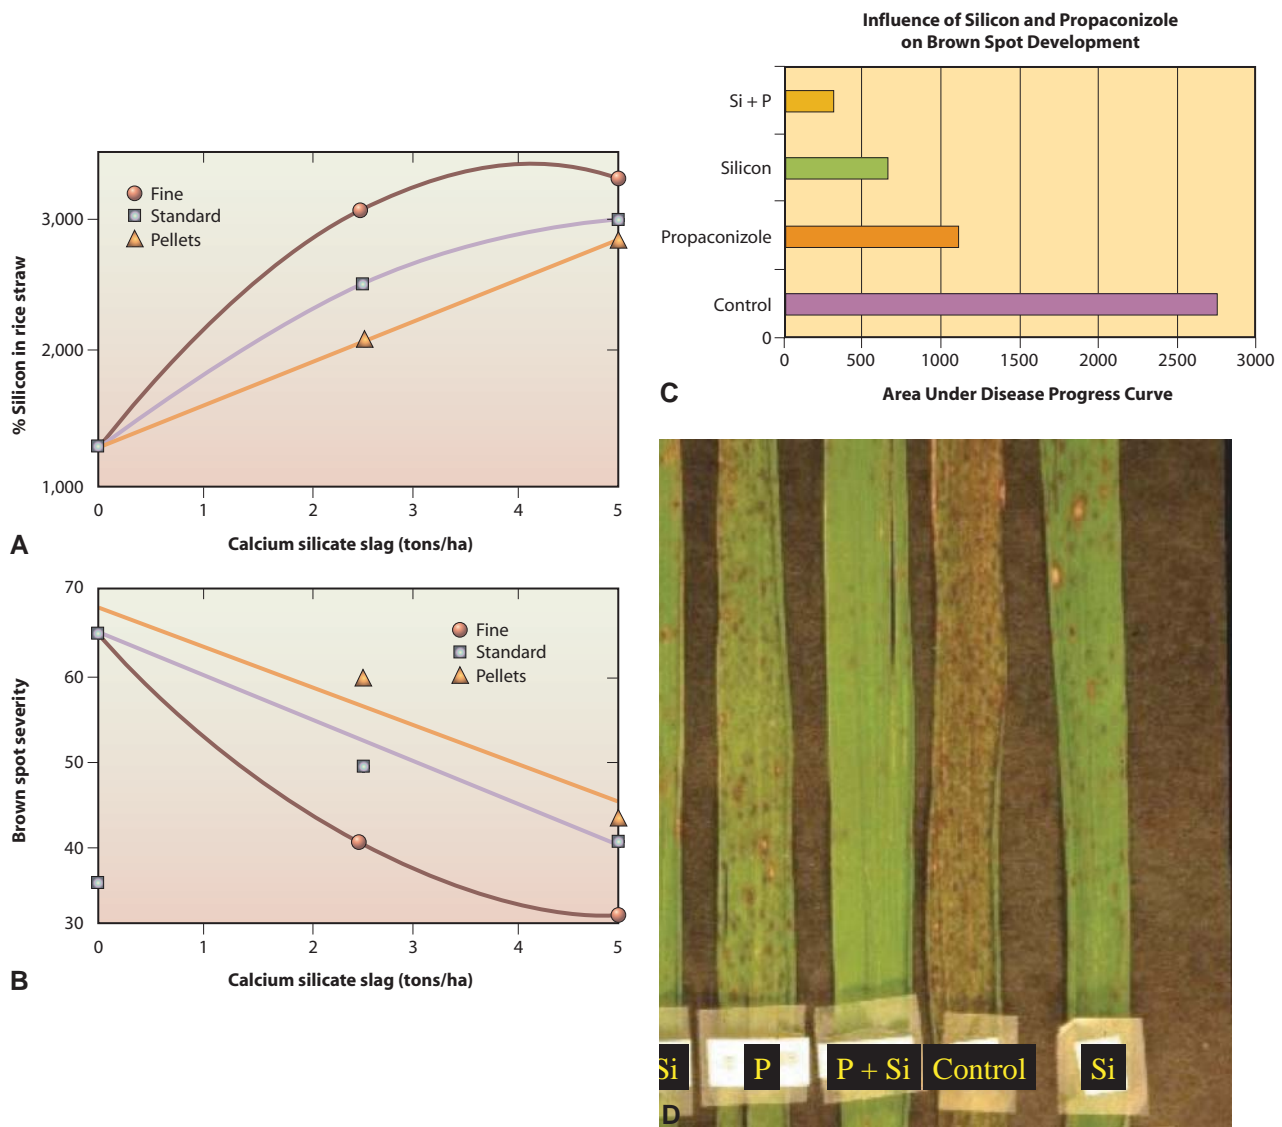 Influence of Silicon and Propaconizole
on Brown Spot Development
Si + P
Silicon
Propaconizole
Control
0
0 500 1000 1500 2000 2500 3000
Area Under Disease Progress Curve
C
Fine
Standard
Pellets
3,000
2,000
1,000
% Silicon in rice straw
0 1 2 3 4 5
Calcium silicate slag (tons/ha)
A
70
60
50
40
30
Brown spot severity
Fine
Standard
Pellets
0 1 2 3 4 5
Calcium silicate slag (tons/ha)
B
Si P P + Si Control Si
D